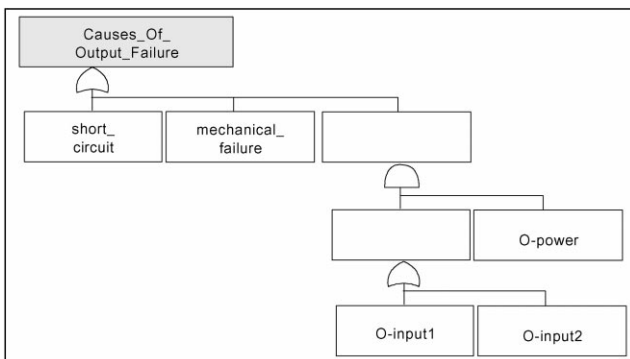 Causes_Of_
Output_Failure
short_
circuit
mechanical_
failure
O-power
O-input1
O-input2